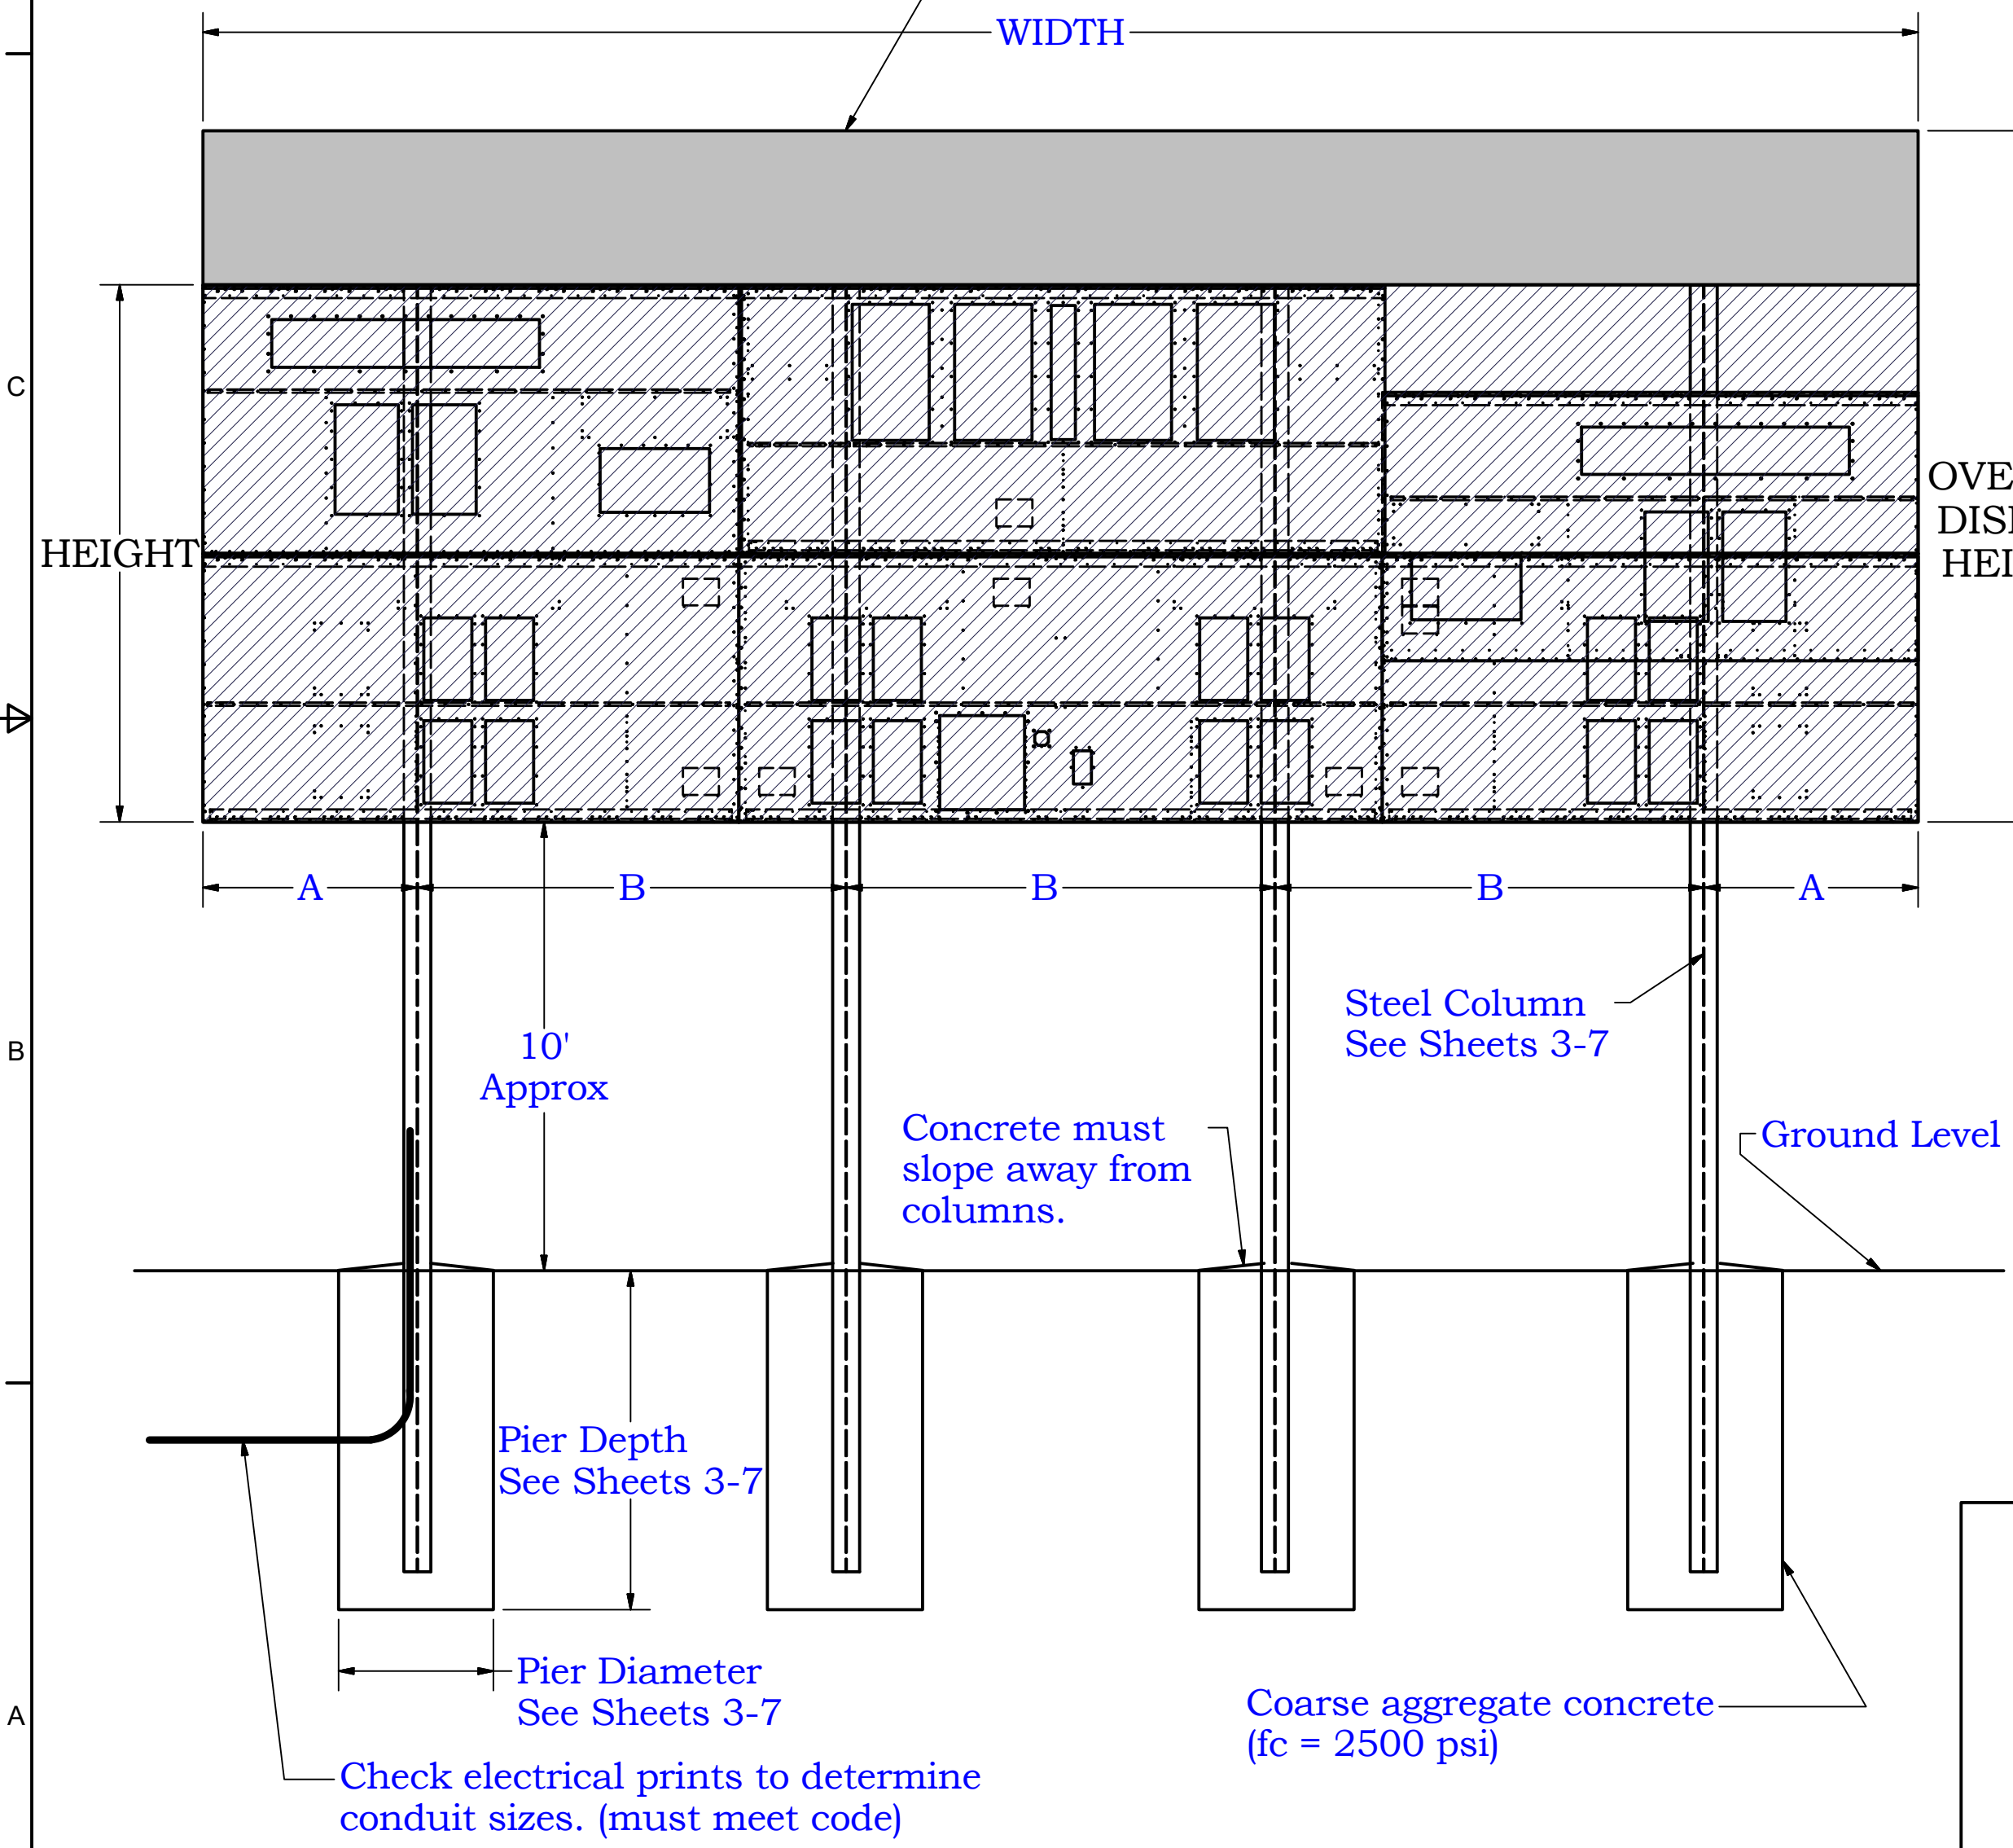 WIDTH
C
HEIGHT
A
B
B
B
A
Steel Column
See Sheets 3-7
10'
Approx
B
Concrete must
slope away from
columns.
Ground Level
Pier Depth
See Sheets 3-7
Pier Diameter
See Sheets 3-7
A
Coarse aggregate concrete
(fc = 2500 psi)
Check electrical prints to determine
conduit sizes. (must meet code)